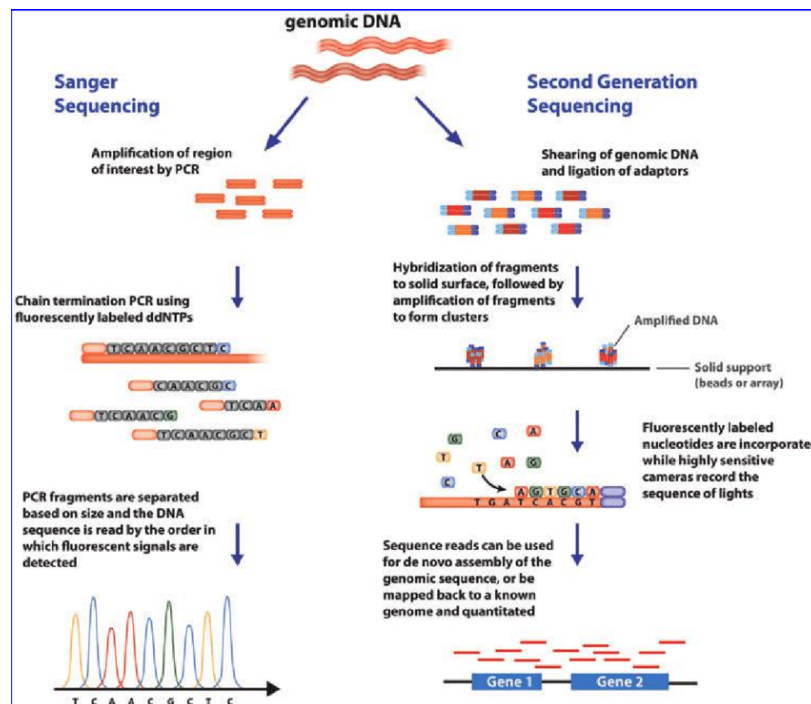 genomic DNA
Sanger
Sequencing
Amplification of region
of interest by PCR
Chain termination PCR using
fluorescently labeled ddNTPs
TCAACGCTC
CAACGC
TCAA
TCAACG
TCAACGCT
PCR fragments are separated
based on size and the DNA
sequence is read by the order in
which fluorescent signals are
detected
T C A A C G C T C
Second Generation
Sequencing
Shearing of genomic DNA
and ligation of adaptors
Hybridization of fragments
to solid surface, followed by
amplification of fragments
to form clusters
Amplified DNA
Solid support
(beads or array)
G C A
T T A G
C
A G T G C A
T G A T C A C G T
Fluorescently labeled
nucleotides are incorporate
while highly sensitive
cameras record the
sequence of lights
Sequence reads can be used
for de novo assembly of the
genomic sequence, or be
mapped back to a known
genome and quantitated
Gene 1 Gene 2